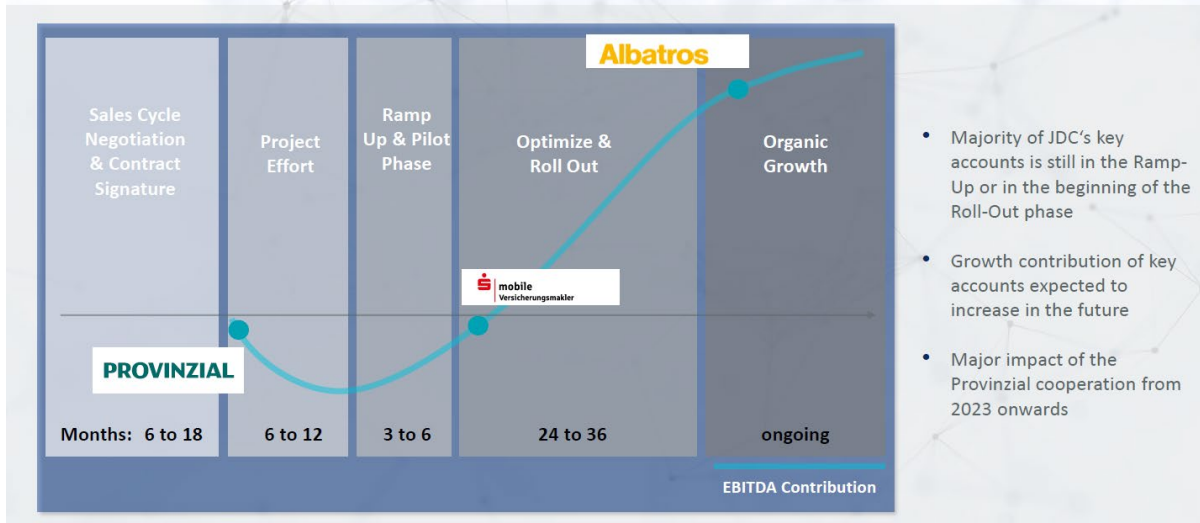 Albatros
Sales Cycle
Negotiation
& Contract
Signature
Project
Effort
Ramp
Up & Pilot
Phase
Optimize &
Roll Out
Organic
Growth
S mobile
Versicherungsmakler
PROVINZIAL
Months: 6 to 18
6 to 12
3 to 6
24 to 36
ongoing
EBITDA Contribution
• Majority of JDC‘s key
accounts is still in the Ramp-
Up or in the beginning of the
Roll-Out phase
• Growth contribution of key
accounts expected to
increase in the future
• Major impact of the
Provinzial cooperation from
2023 onwards